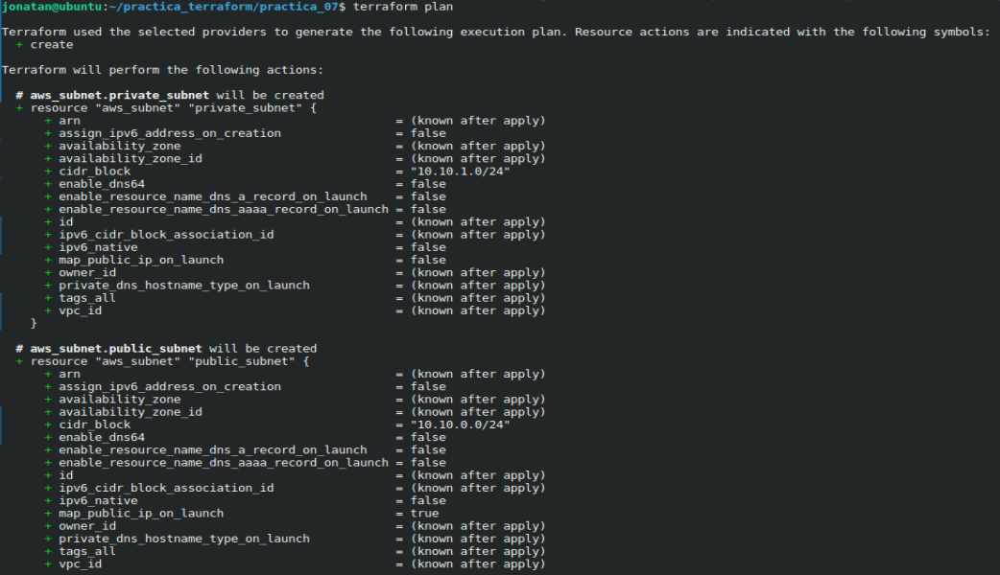 jonatan@ubuntu:~/practica_terraform/practica_07$ terraform plan
Terraform used the selected providers to generate the following execution plan. Resource actions are indicated with the following symbols:
  + create
Terraform will perform the following actions:
  # aws_subnet.private_subnet will be created
  + resource "aws_subnet" "private_subnet" {
      + arn                                            = (known after apply)
      + assign_ipv6_address_on_creation                = false
      + availability_zone                              = (known after apply)
      + availability_zone_id                           = (known after apply)
      + cidr_block                                     = "10.10.1.0/24"
      + enable_dns64                                   = false
      + enable_resource_name_dns_a_record_on_launch    = false
      + enable_resource_name_dns_aaaa_record_on_launch = false
      + id                                             = (known after apply)
      + ipv6_cidr_block_association_id                 = (known after apply)
      + ipv6_native                                    = false
      + map_public_ip_on_launch                        = false
      + owner_id                                       = (known after apply)
      + private_dns_hostname_type_on_launch            = (known after apply)
      + tags_all                                       = (known after apply)
      + vpc_id                                         = (known after apply)
    }
  # aws_subnet.public_subnet will be created
  + resource "aws_subnet" "public_subnet" {
      + arn                                            = (known after apply)
      + assign_ipv6_address_on_creation                = false
      + availability_zone                              = (known after apply)
      + availability_zone_id                           = (known after apply)
      + cidr_block                                     = "10.10.0.0/24"
      + enable_dns64                                   = false
      + enable_resource_name_dns_a_record_on_launch    = false
      + enable_resource_name_dns_aaaa_record_on_launch = false
      + id                                             = (known after apply)
      + ipv6_cidr_block_association_id                 = (known after apply)
      + ipv6_native                                    = false
      + map_public_ip_on_launch                        = true
      + owner_id                                       = (known after apply)
      + private_dns_hostname_type_on_launch            = (known after apply)
      + tags_all                                       = (known after apply)
      + vpc_id                                         = (known after apply)